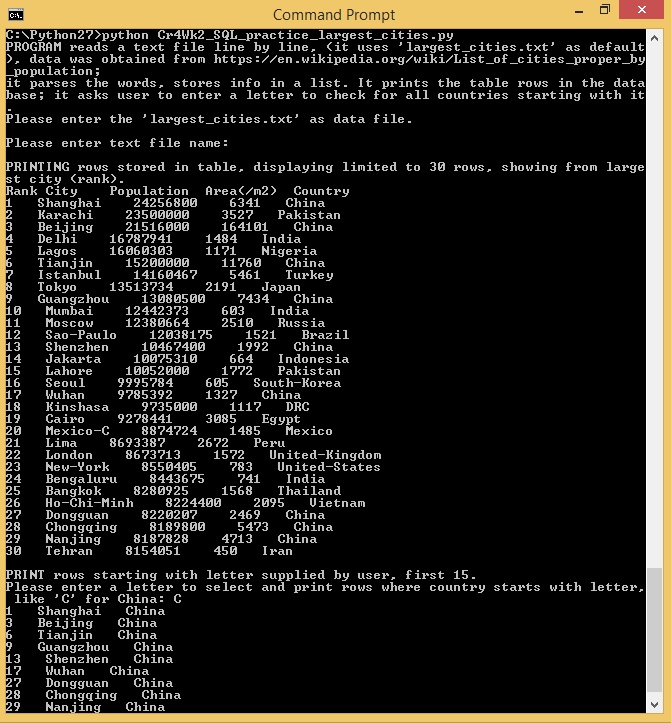 Command Prompt
C:\Python27>python Cr4Wk2_SQL_practice_largest_cities.py
PROGRAM reads a text file line by line, (it uses 'largest_cities.txt' as default
), data was obtained from https://en.wikipedia.org/wiki/List_of_cities_proper_by
_population;
it parses the words, stores info in a list. It prints the table rows in the data
base; it asks user to enter a letter to check for all countries starting with it
.
Please enter the 'largest_cities.txt' as data file.
Please enter text file name:
PRINTING rows stored in table, displaying limited to 30 rows, showing from large
st city (rank).
Rank City Population Area(/m2) Country
1 Shanghai 24256800 6341 China
2 Karachi 23500000 3527 Pakistan
3 Beijing 21516000 164101 China
4 Delhi 16787941 1484 India
5 Lagos 16060303 1171 Nigeria
6 Tianjin 15200000 11760 China
7 Istanbul 14160467 5461 Turkey
8 Tokyo 13513734 2191 Japan
9 Guangzhou 13080500 7434 China
10 Mumbai 12442373 603 India
11 Moscow 12380664 2510 Russia
12 Sao-Paulo 12038175 1521 Brazil
13 Shenzhen 10467400 1992 China
14 Jakarta 10075310 664 Indonesia
15 Lahore 10052000 1772 Pakistan
16 Seoul 9995784 605 South-Korea
17 Wuhan 9785392 1327 China
18 Kinshasa 9735000 1117 DRC
19 Cairo 9278441 3085 Egypt
20 Mexico-C 8874724 1485 Mexico
21 Lima 8693387 2672 Peru
22 London 8673713 1572 United-Kingdom
23 New-York 8550405 783 United-States
24 Bengaluru 8443675 741 India
25 Bangkok 8280925 1568 Thailand
26 Ho-Chi-Minh 8224400 2095 Vietnam
27 Dongguan 8220207 2469 China
28 Chongqing 8189800 5473 China
29 Nanjing 8187828 4713 China
30 Tehran 8154051 450 Iran
PRINT rows starting with letter supplied by user, first 15.
Please enter a letter to select and print rows where country starts with letter,
like 'C' for China: C
1 Shanghai China
3 Beijing China
6 Tianjin China
9 Guangzhou China
13 Shenzhen China
17 Wuhan China
27 Dongguan China
28 Chongqing China
29 Nanjing China